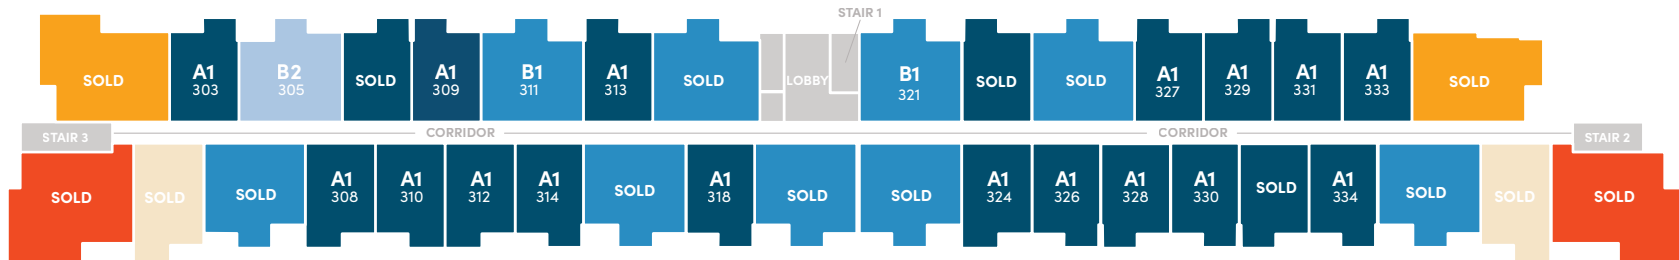 STAIR 1
SOLD
A1
303
B2
305
SOLD
A1
309
B1
311
A1
313
SOLD
LOBBY
B1
321
SOLD
SOLD
A1
327
A1
329
A1
331
A1
333
SOLD
STAIR 3
CORRIDOR
CORRIDOR
STAIR 2
SOLD
SOLD
SOLD
A1
308
A1
310
A1
312
A1
314
SOLD
A1
318
SOLD
SOLD
A1
324
A1
326
A1
328
A1
330
SOLD
A1
334
SOLD
SOLD
SOLD